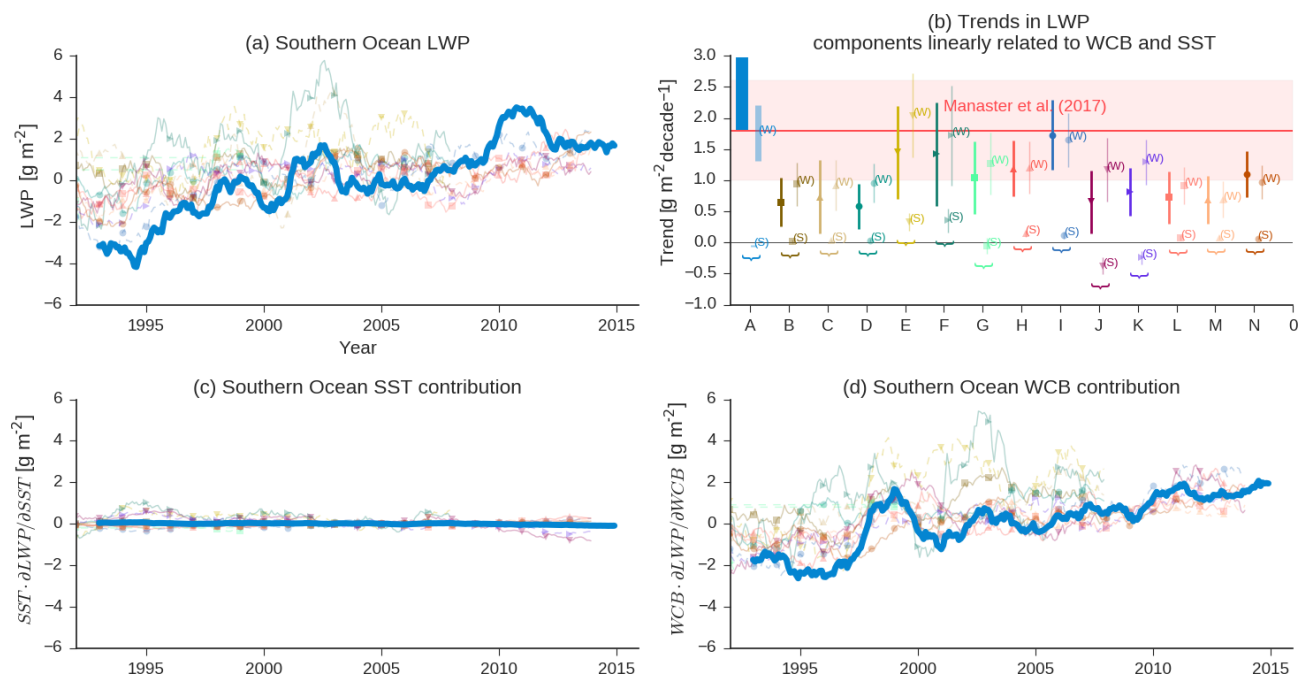 (a) Southern Ocean LWP
6
4
2
0
−2
−4
−6
LWP [g m-2]
1995
2000
2005
2010
2015
Year
(b) Trends in LWP
components linearly related to WCB and SST
3.0
2.5
2.0
1.5
1.0
0.5
0.0
−0.5
−1.0
Trend [g m-2 decade−1]
Manaster et al. (2017)
(W)
(W)
(W)
(W)
(W)
(W)
(W)
(W)
(W)
(W)
(W)
(W)
(W)
(W)
(S)
(S)
(S)
(S)
(S)
(S)
(S)
(S)
(S)
(S)
(S)
(S)
(S)
(S)
A
B
C
D
E
F
G
H
I
J
K
L
M
N
0
(c) Southern Ocean SST contribution
6
4
2
0
−2
−4
−6
SST · ∂LWP/∂SST [g m-2]
1995
2000
2005
2010
2015
(d) Southern Ocean WCB contribution
6
4
2
0
−2
−4
−6
WCB · ∂LWP/∂WCB [g m-2]
1995
2000
2005
2010
2015